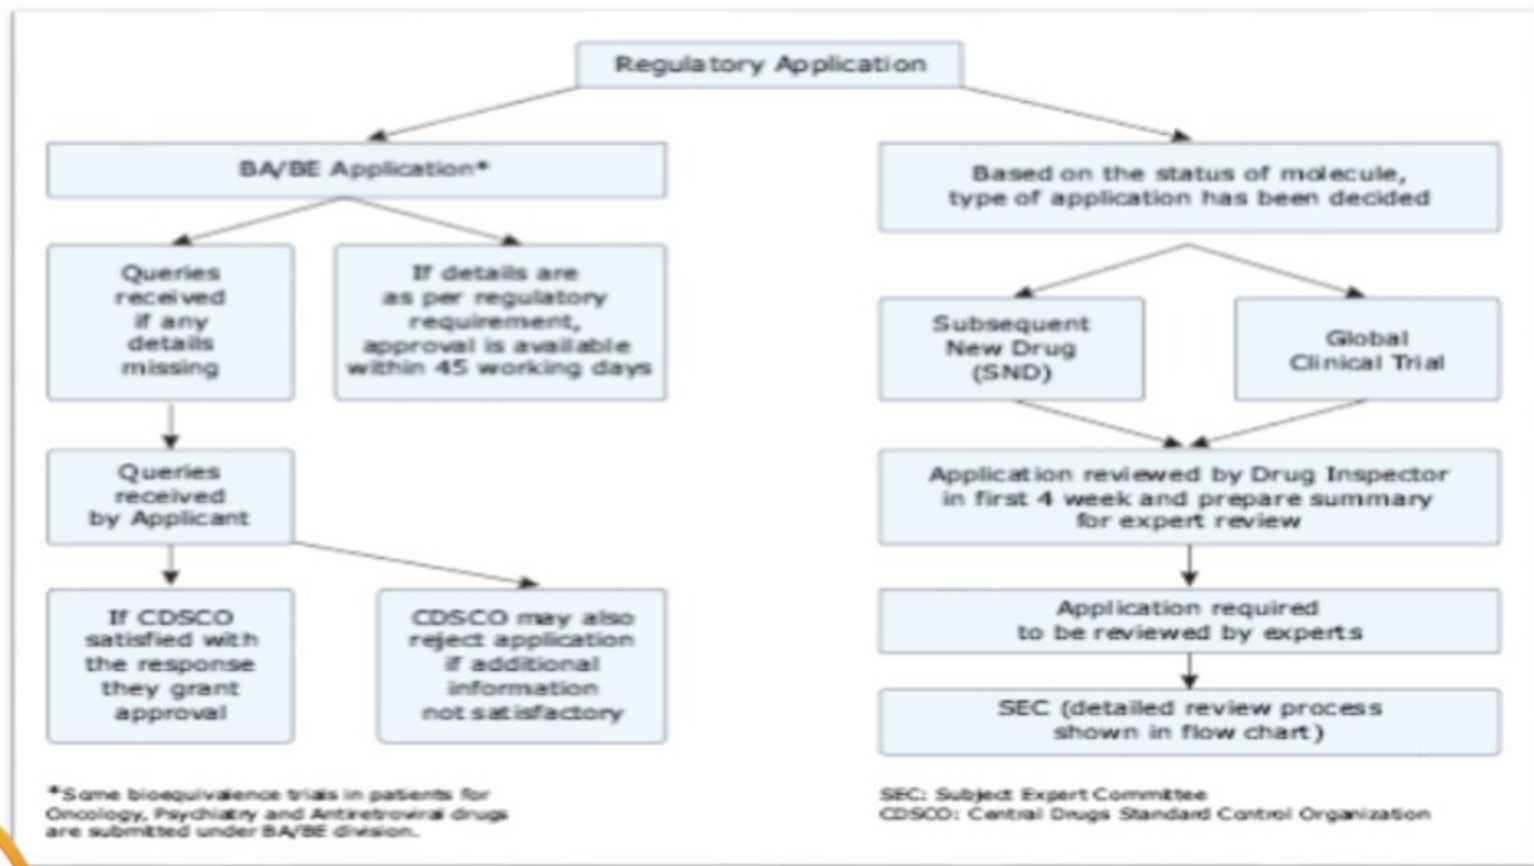 Regulatory Application
BA/BE Application*
Queries
received
if any
details
missing
If details are
as per regulatory
requirement,
approval is available
within 45 working days
Queries
received
by Applicant
If CDSCO
satisfied with
the response
they grant
approval
CDSCO may also
reject application
if additional
information
not satisfactory
*Some bioequivalence trials in patients for
Oncology, Psychiatry and Antiretroviral drugs
are submitted under BA/BE division.
Based on the status of molecule,
type of application has been decided
Subsequent
New Drug
(SND)
Global
Clinical Trial
Application reviewed by Drug Inspector
in first 4 week and prepare summary
for expert review
Application required
to be reviewed by experts
SEC (detailed review process
shown in flow chart)
SEC: Subject Expert Committee
CDSCO: Central Drugs Standard Control Organization